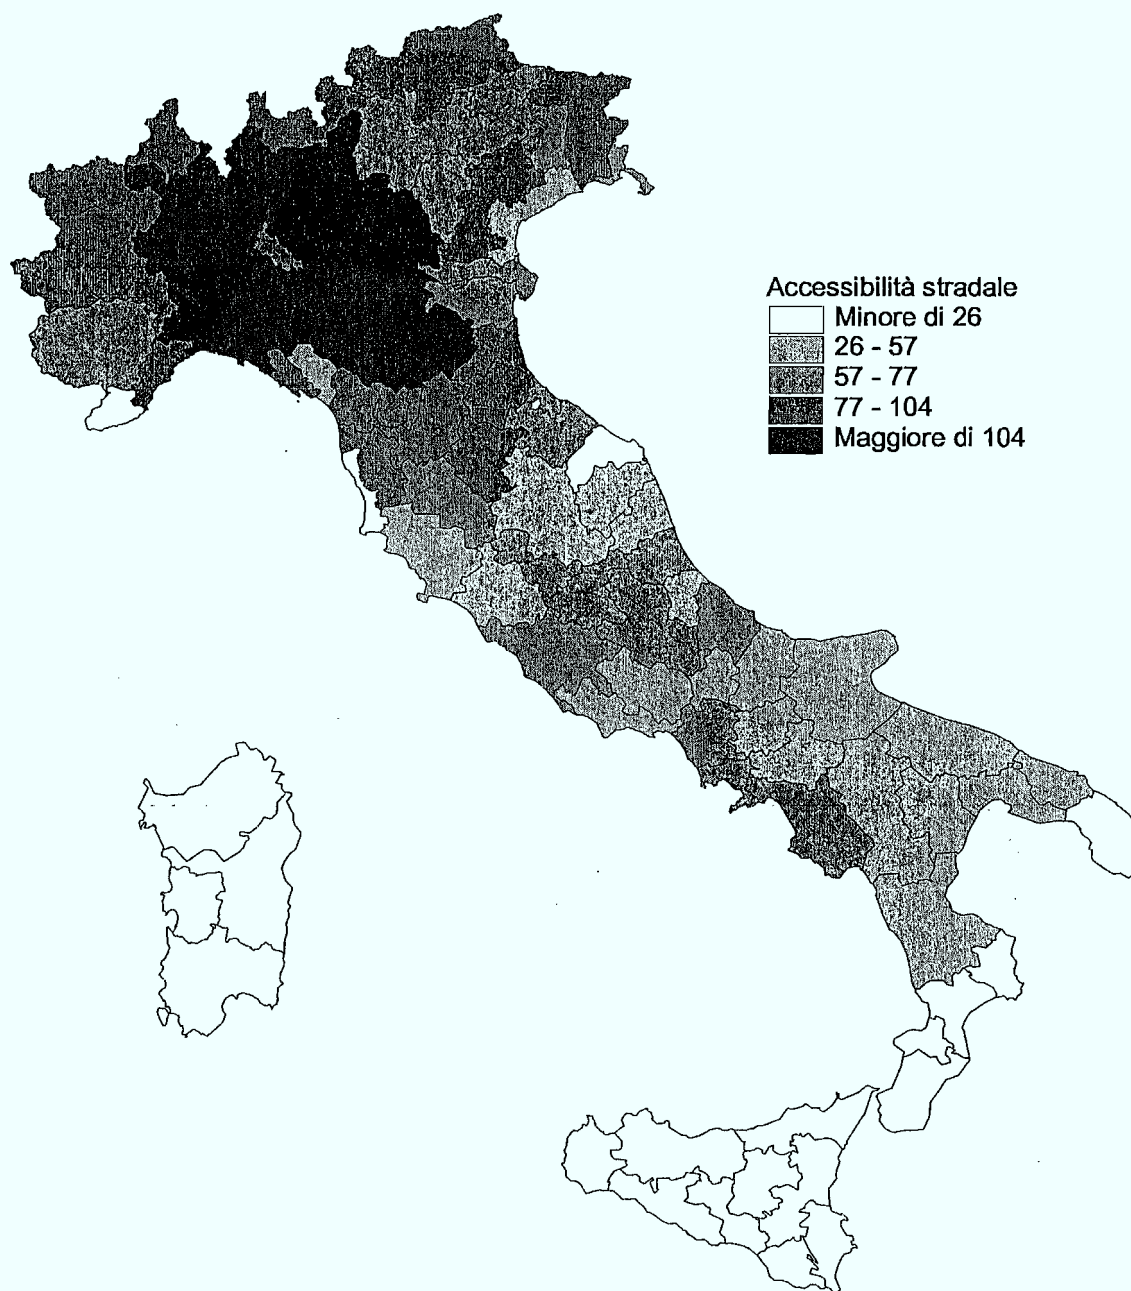 Accessibilità stradale
Minore di 26
26 - 57
57 - 77
77 - 104
Maggiore di 104